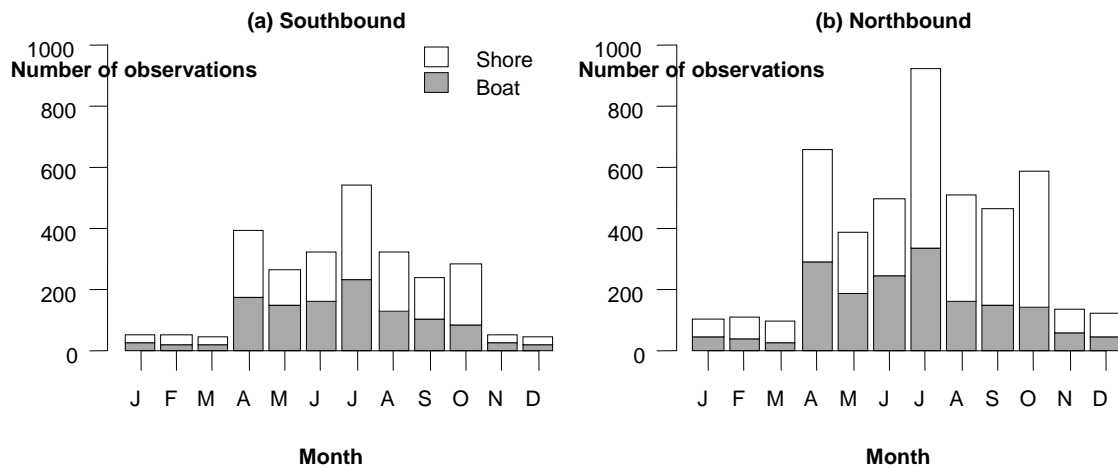 (a) Southbound
Number of observations
1000
800
600
400
200
0
Shore
Boat
J F M A M J J A S O N D
Month
(b) Northbound
Number of observations
1000
800
600
400
200
0
J F M A M J J A S O N D
Month